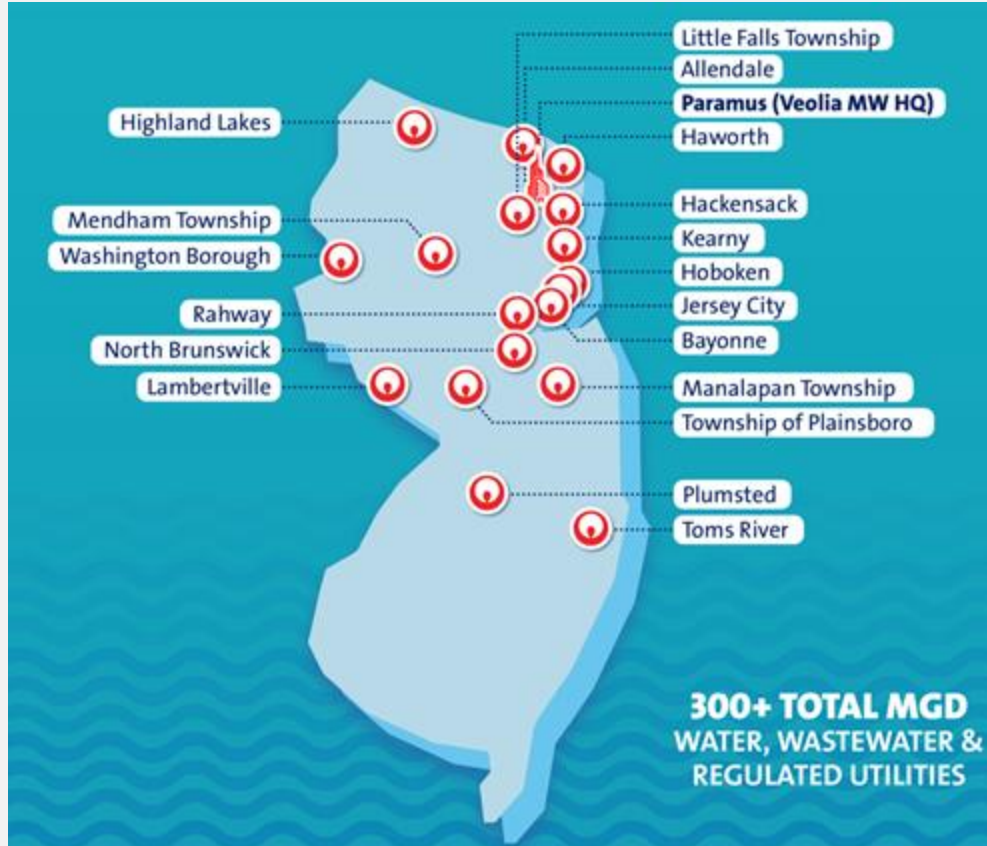 Little Falls Township
Allendale
Paramus (Veolia MW HQ)
Haworth
Highland Lakes
Hackensack
Mendham Township
Kearny
Washington Borough
Hoboken
Jersey City
Rahway
Bayonne
North Brunswick
Lambertville
Manalapan Township
Township of Plainsboro
Plumsted
Toms River
300+ TOTAL MGD
WATER, WASTEWATER &
REGULATED UTILITIES